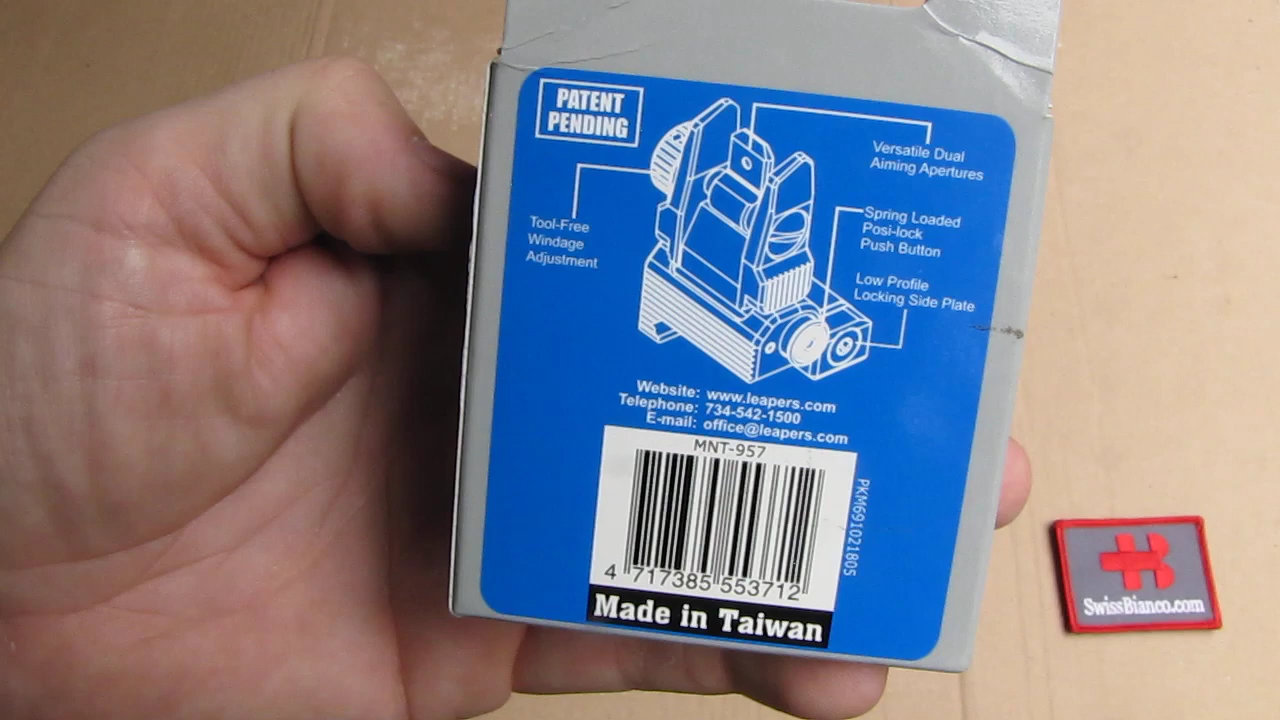 PATENT
PENDING
Versatile Dual
Aiming Apertures
Tool-Free
Windage
Adjustment
Spring Loaded
Posi-lock
Push Button
Low Profile
Locking Side Plate
Website: www.leapers.com
Telephone: 734-542-1500
E-mail: office@leapers.com
MNT-957
4 717385 553712
PKM691021805
Made in Taiwan
SwissBianco.com